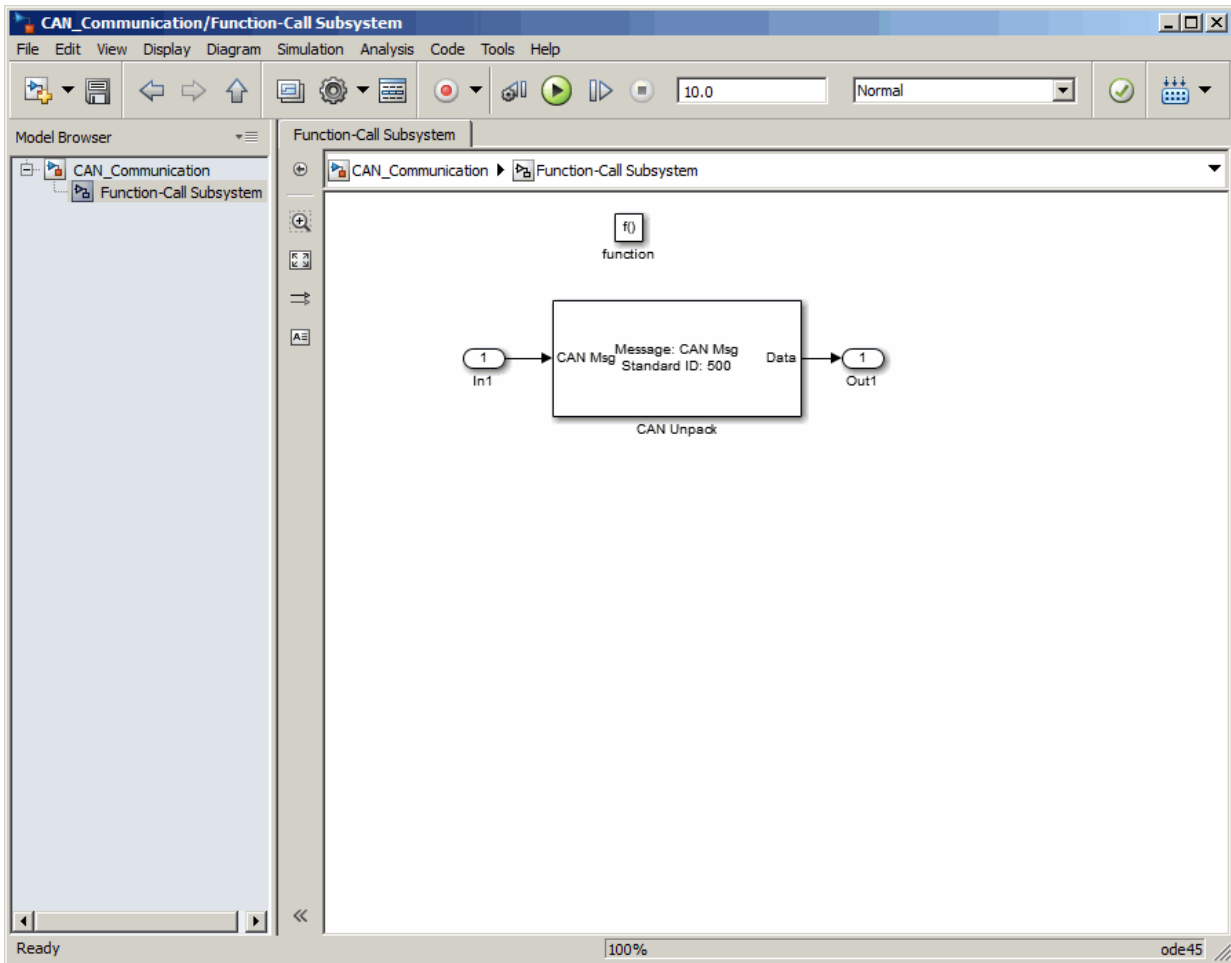 CAN_Communication/Function-Call Subsystem
File Edit View Display Diagram Simulation Analysis Code Tools Help
10.0 Normal
Model Browser
Function-Call Subsystem
CAN_Communication
Function-Call Subsystem
CAN_Communication Function-Call Subsystem
f()
function
1
In1
CAN Msg
Message: CAN Msg
Standard ID: 500
Data
1
Out1
CAN Unpack
Ready 100% ode45